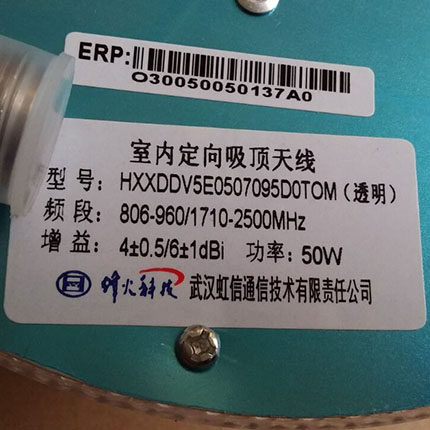 ERP:
O30050050137A0
室内定向吸顶天线
型号：HXXDDV5E0507095D0TOM（透明）
频段：806-960/1710-2500MHz
增益：4±0.5/6±1dBi 功率：50W
烽火科技 武汉虹信通信技术有限责任公司